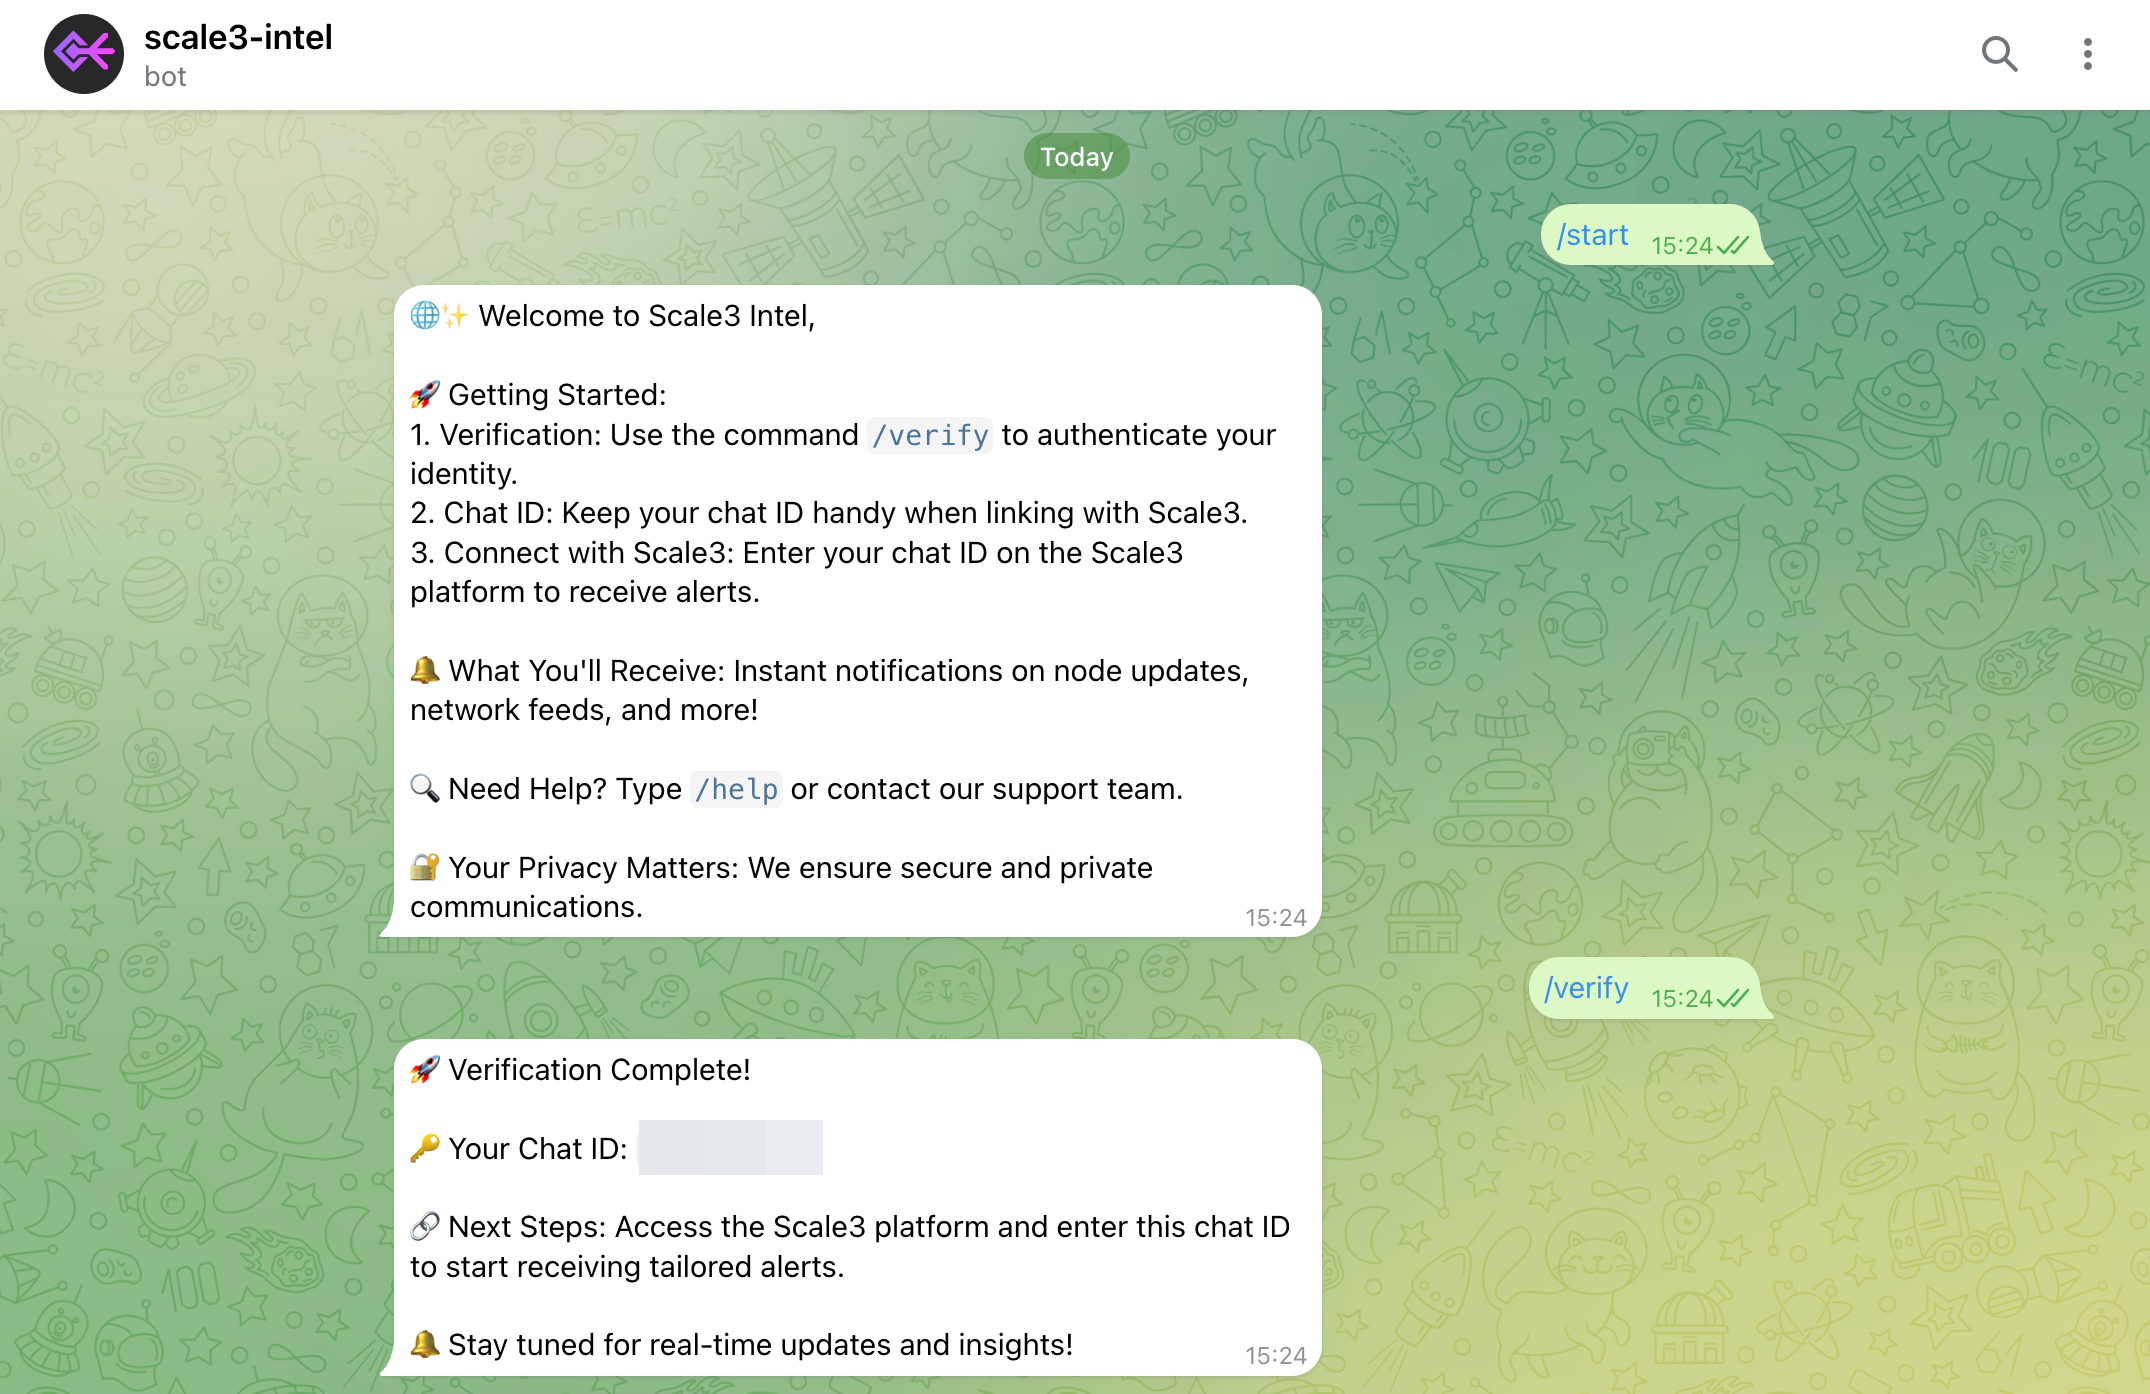 scale3-intel
bot
Today
/start 15:24
🌐✨ Welcome to Scale3 Intel,
🚀 Getting Started:
1. Verification: Use the command /verify to authenticate your
identity.
2. Chat ID: Keep your chat ID handy when linking with Scale3.
3. Connect with Scale3: Enter your chat ID on the Scale3
platform to receive alerts.
🔔 What You'll Receive: Instant notifications on node updates,
network feeds, and more!
🔍 Need Help? Type /help or contact our support team.
🔐 Your Privacy Matters: We ensure secure and private
communications.
15:24
/verify 15:24
🚀 Verification Complete!
🔑 Your Chat ID:
🔗 Next Steps: Access the Scale3 platform and enter this chat ID
to start receiving tailored alerts.
🔔 Stay tuned for real-time updates and insights!
15:24